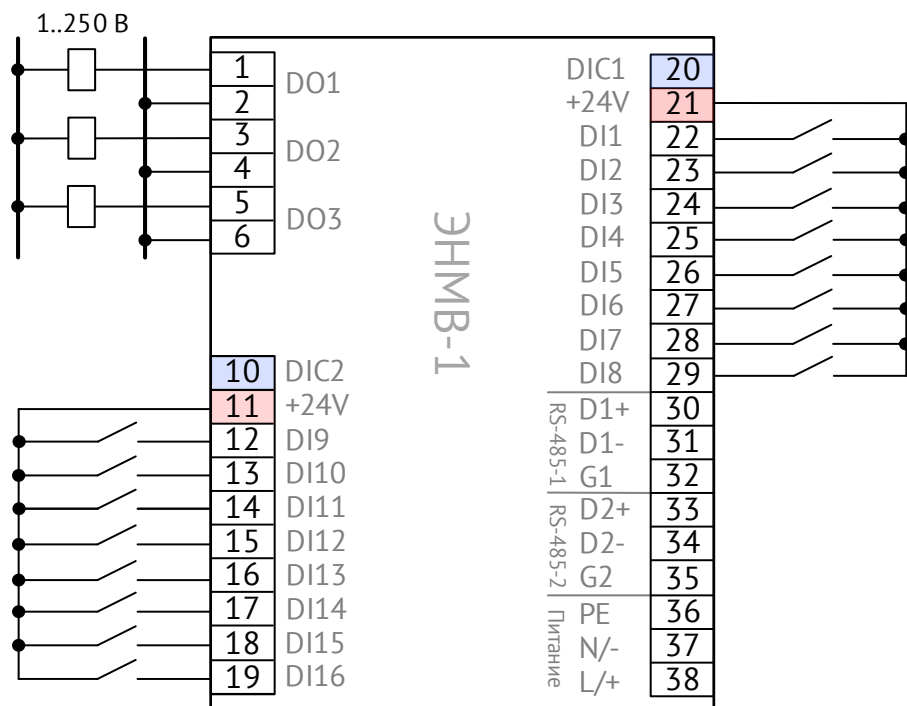 1..250 В
1
DO1
2
3
DO2
4
5
DO3
6
10 DIC2
11 +24V
12 DI9
13 DI10
14 DI11
15 DI12
16 DI13
17 DI14
18 DI15
19 DI16
ЭНМВ-1
DIC1 20
+24V 21
DI1 22
DI2 23
DI3 24
DI4 25
DI5 26
DI6 27
DI7 28
DI8 29
RS-485-1
D1+ 30
D1- 31
G1 32
RS-485-2
D2+ 33
D2- 34
G2 35
Питание
PE 36
N/- 37
L/+ 38